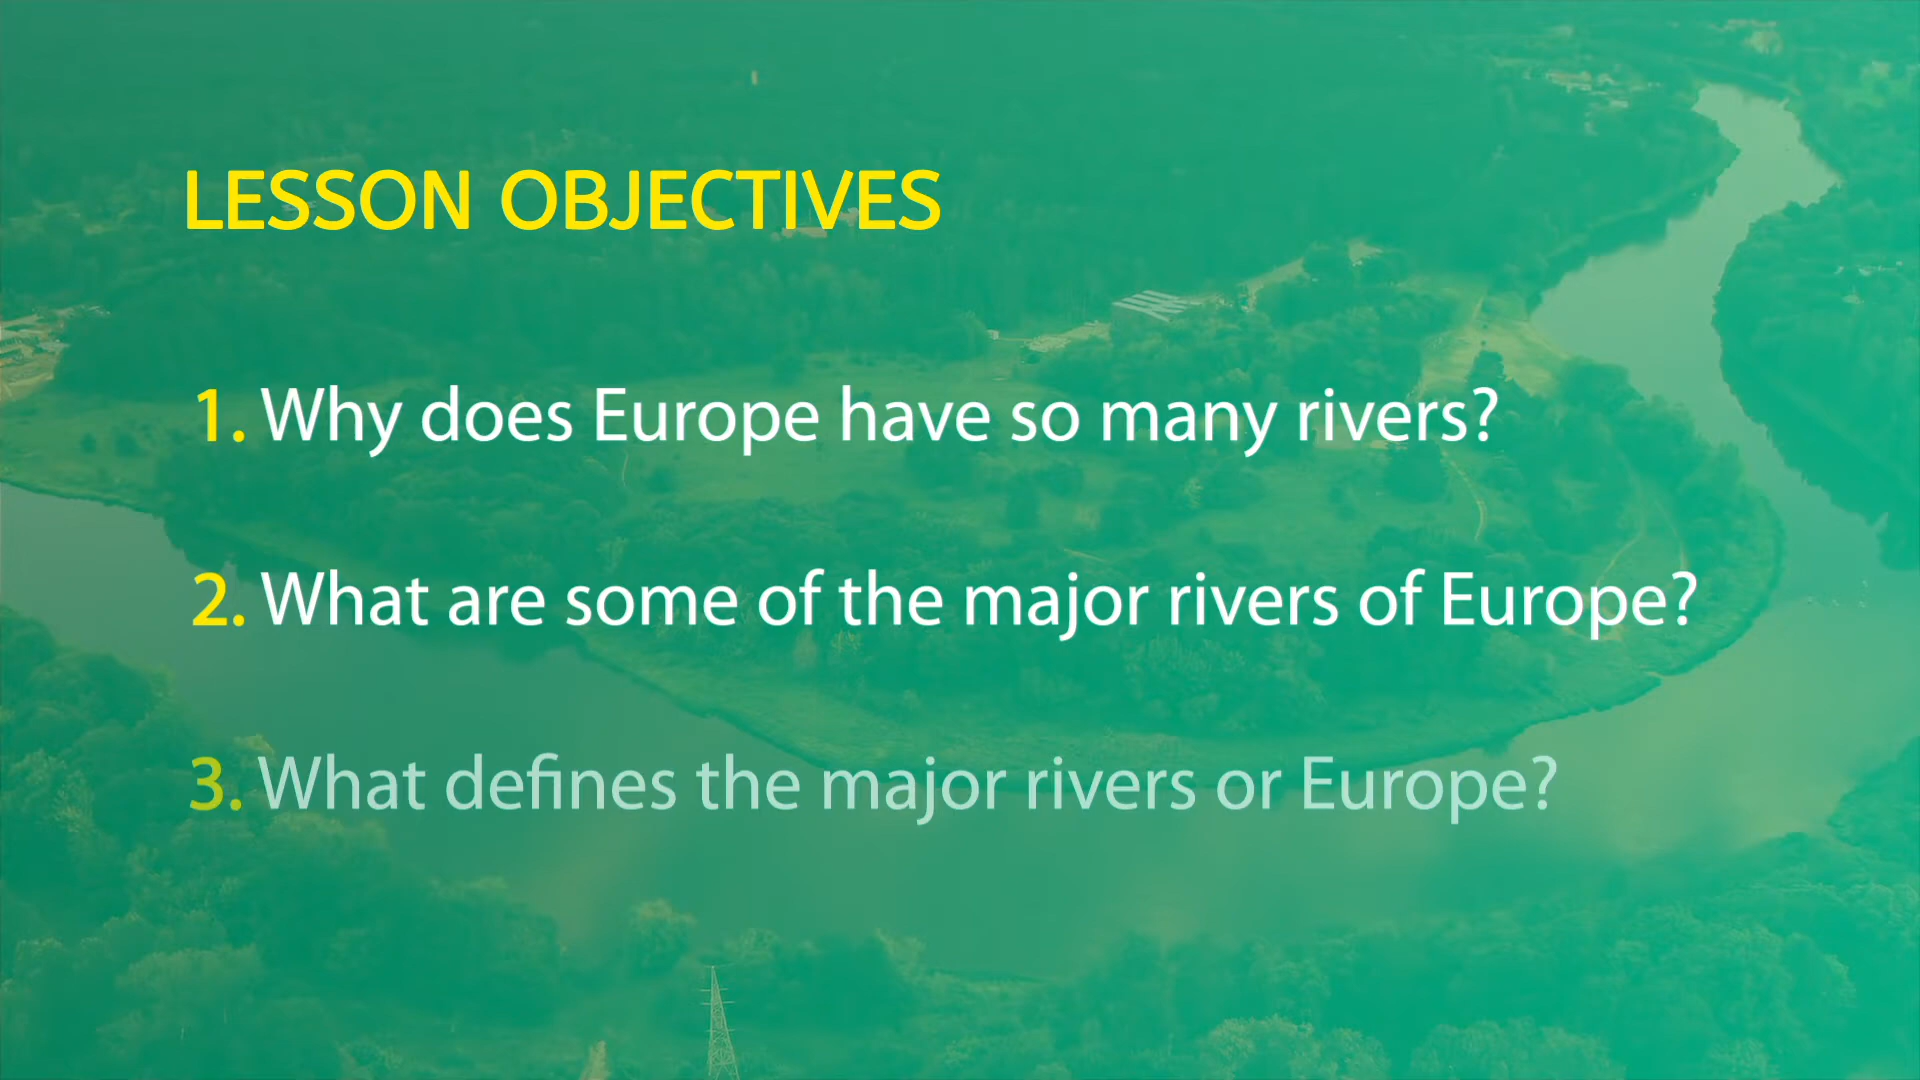 LESSON OBJECTIVES
1. Why does Europe have so many rivers?
2. What are some of the major rivers of Europe?
3. What defines the major rivers or Europe?